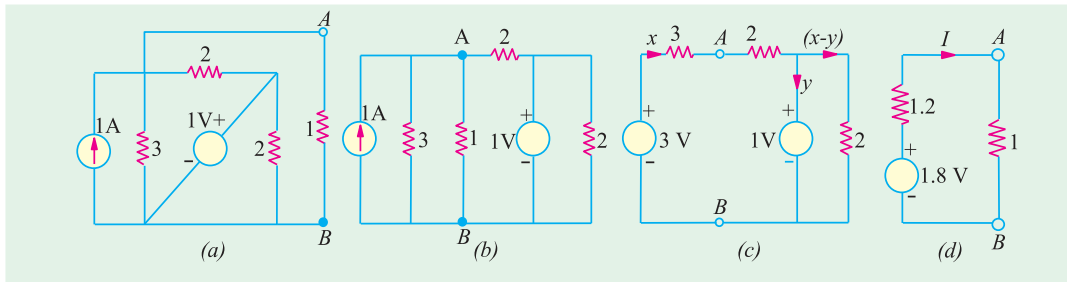 A
2
1A
3
1V+
-
2
1
B
(a)
A
2
1A
3
1
+
1V
-
2
B
(b)
x
3
A
2
(x-y)
y
+
3 V
-
+
1V
-
2
B
(c)
I
A
1.2
+
1.8 V
-
1
B
(d)